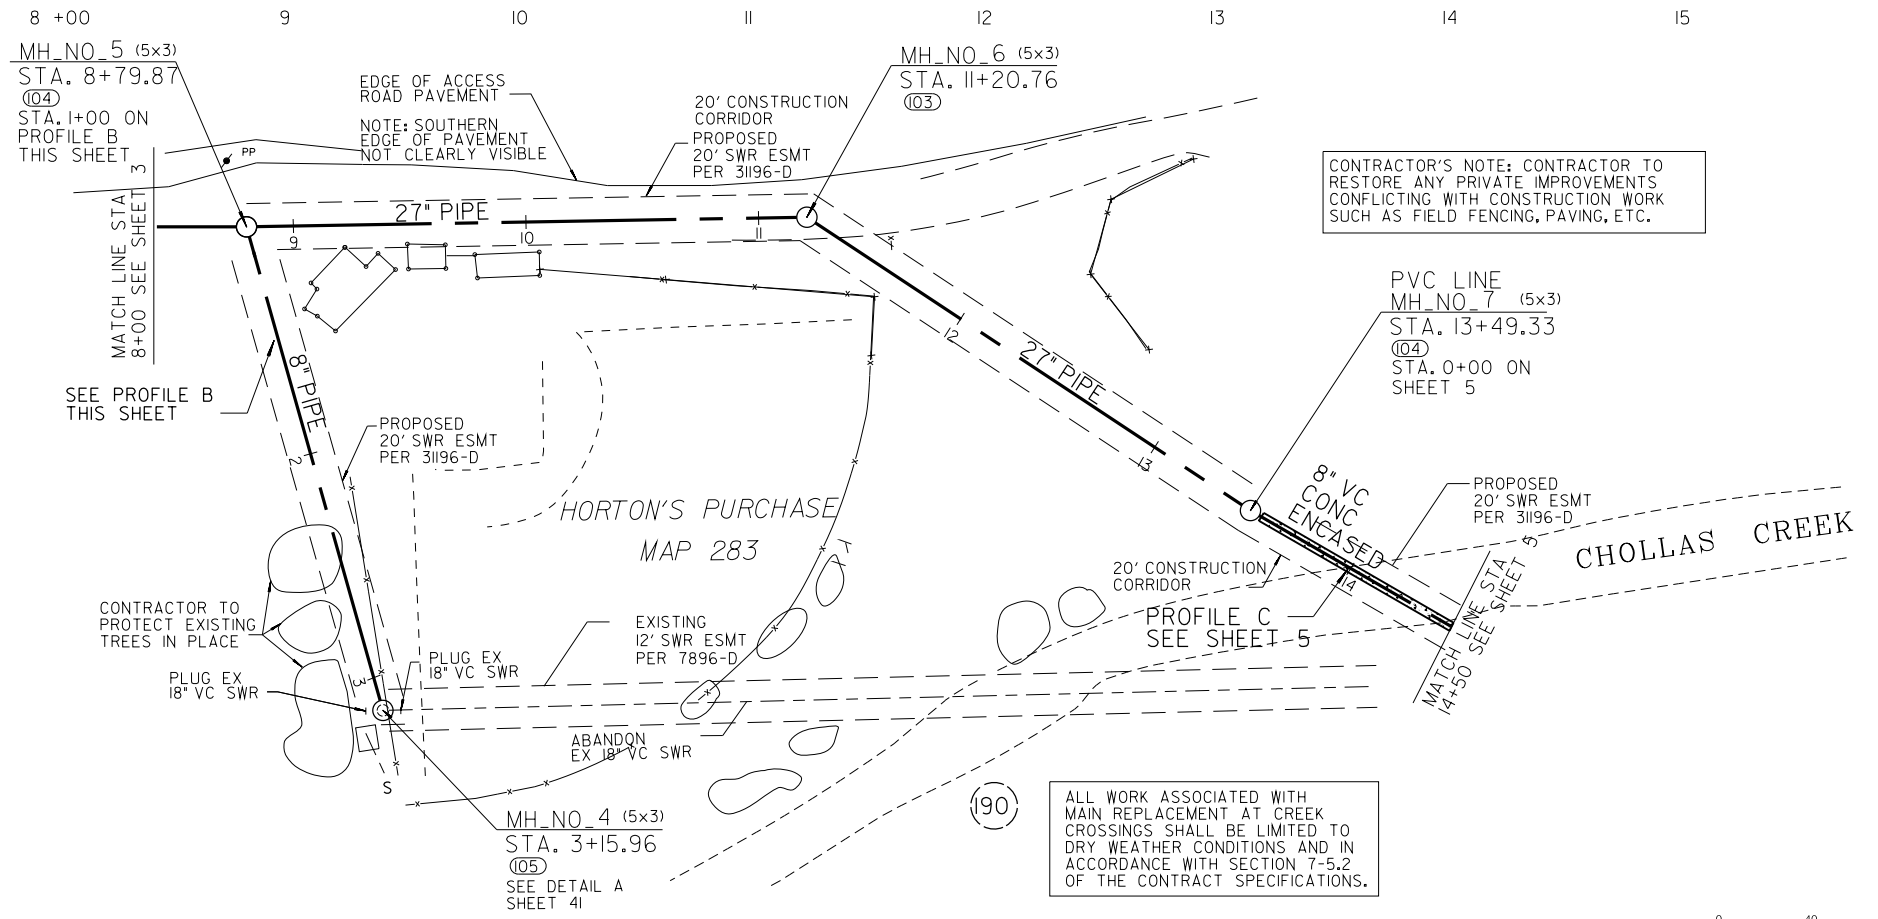 8 +00 9 10 11 12 13 14 15
MH_NO_5 (5x3)
STA. 8+79.87
104
STA. 1+00 ON
PROFILE B
THIS SHEET
PP
EDGE OF ACCESS
ROAD PAVEMENT
NOTE: SOUTHERN
EDGE OF PAVEMENT
NOT CLEARLY VISIBLE
20' CONSTRUCTION
CORRIDOR
PROPOSED
20' SWR ESMT
PER 31196-D
MH_NO_6 (5x3)
STA. 11+20.76
103
CONTRACTOR'S NOTE: CONTRACTOR TO
RESTORE ANY PRIVATE IMPROVEMENTS
CONFLICTING WITH CONSTRUCTION WORK
SUCH AS FIELD FENCING, PAVING, ETC.
MATCH LINE STA
8+00 SEE SHEET 3
27" PIPE
9
10
11
12
27" PIPE
13
PVC LINE
MH_NO_7 (5x3)
STA. 13+49.33
104
STA. 0+00 ON
SHEET 5
SEE PROFILE B
THIS SHEET
8" PIPE
2
PROPOSED
20' SWR ESMT
PER 31196-D
HORTON'S PURCHASE
MAP 283
8" VC
CONC
ENCASED
PROPOSED
20' SWR ESMT
PER 31196-D
CHOLLAS CREEK
14
20' CONSTRUCTION
CORRIDOR
PROFILE C
SEE SHEET 5
MATCH LINE STA
14+50 SEE SHEET 5
CONTRACTOR TO
PROTECT EXISTING
TREES IN PLACE
PLUG EX
18" VC SWR
3
PLUG EX
18" VC SWR
EXISTING
12' SWR ESMT
PER 7896-D
ABANDON
EX 18" VC SWR
S
MH_NO_4 (5x3)
STA. 3+15.96
105
SEE DETAIL A
SHEET 41
190
ALL WORK ASSOCIATED WITH
MAIN REPLACEMENT AT CREEK
CROSSINGS SHALL BE LIMITED TO
DRY WEATHER CONDITIONS AND IN
ACCORDANCE WITH SECTION 7-5.2
OF THE CONTRACT SPECIFICATIONS.